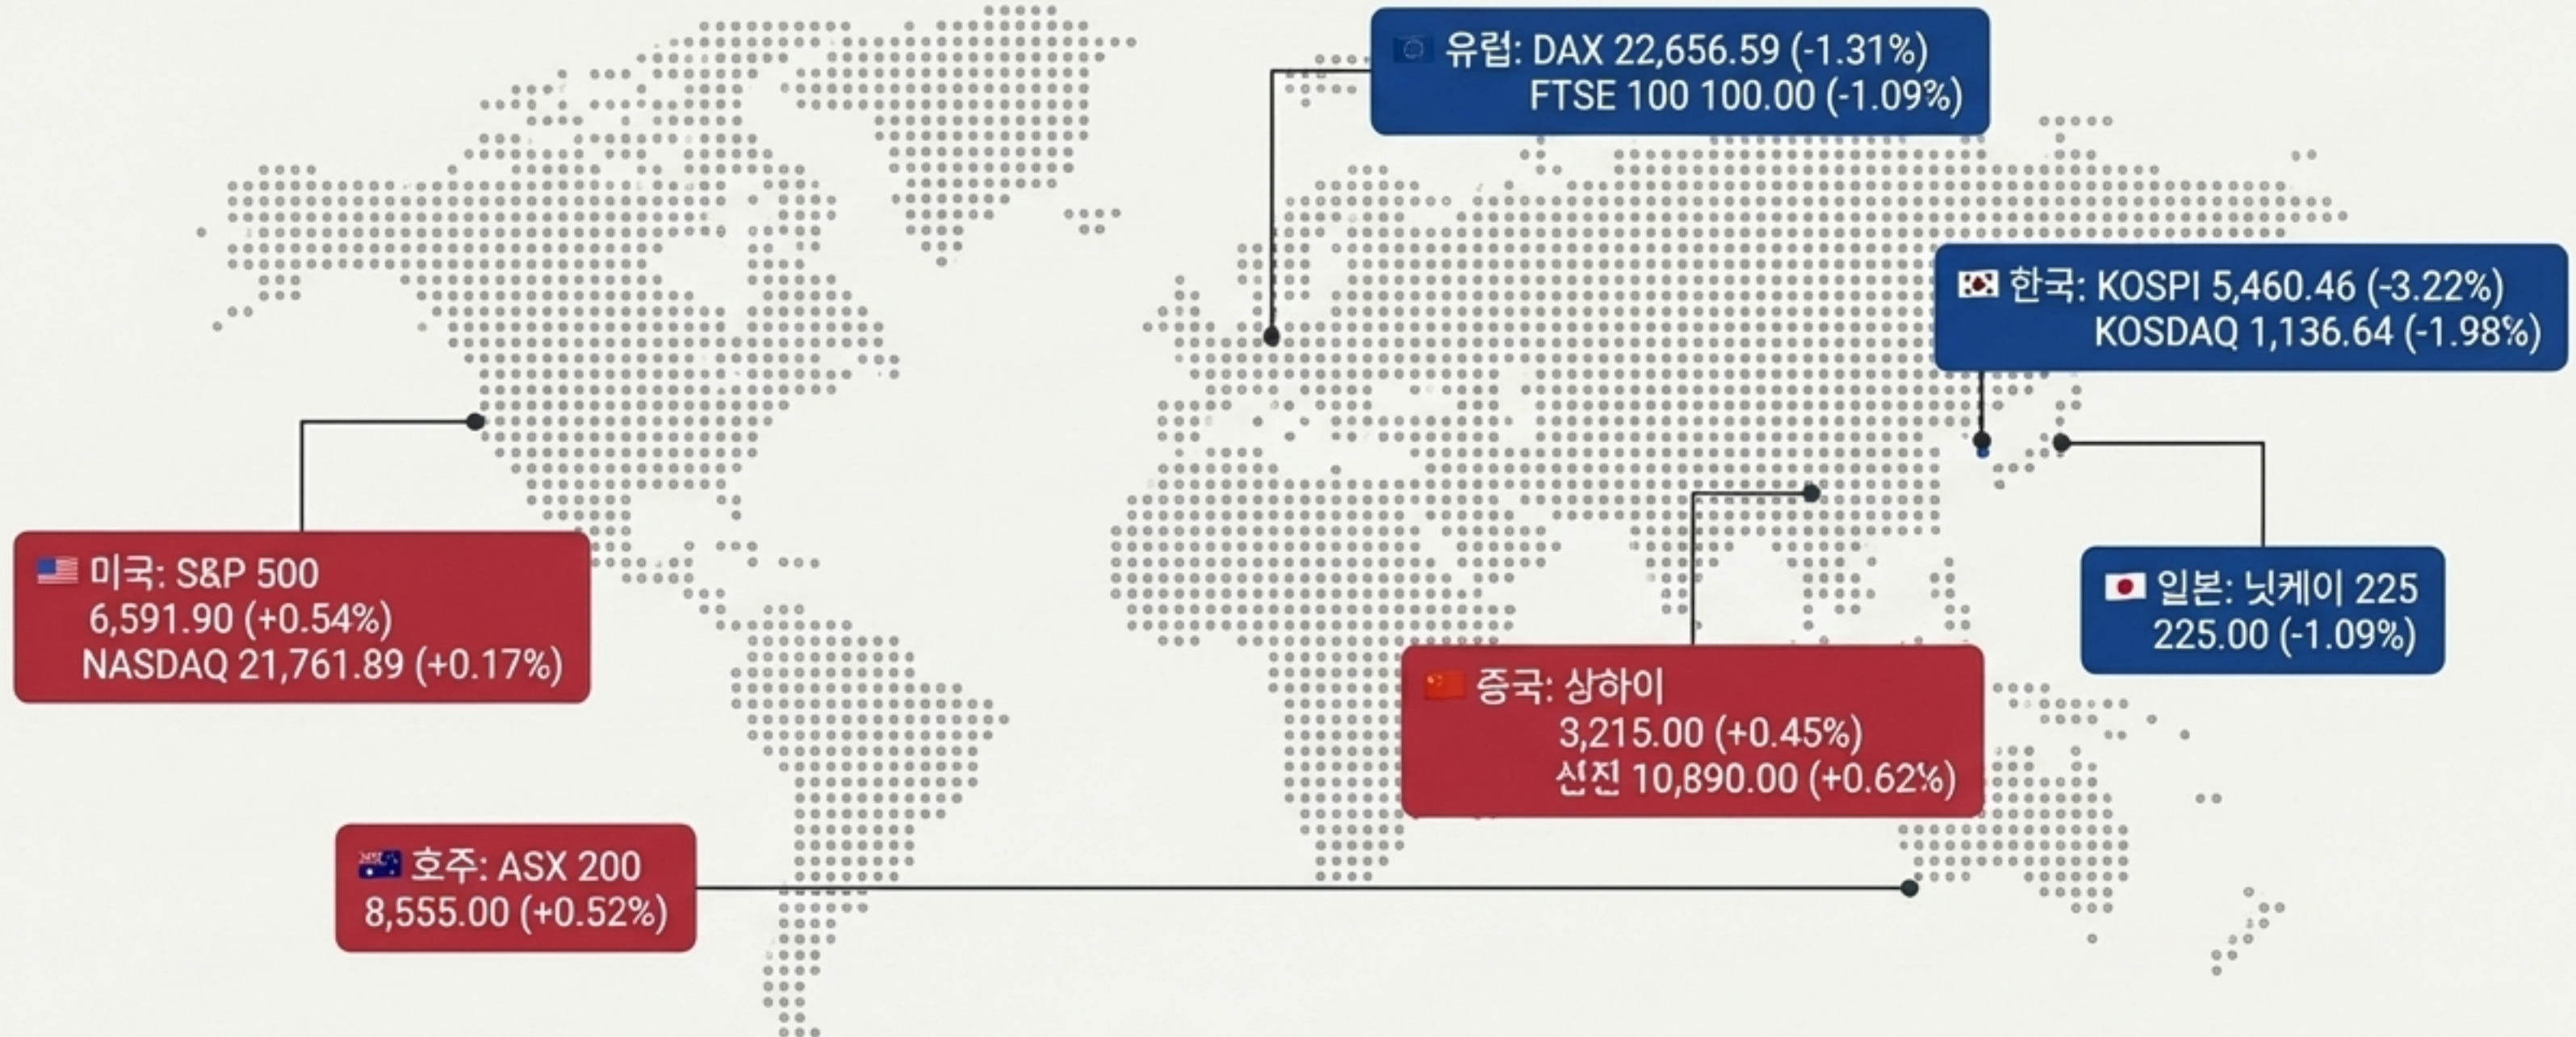 유럽: DAX 22,656.59 (-1.31%)
FTSE 100 100.00 (-1.09%)
한국: KOSPI 5,460.46 (-3.22%)
KOSDAQ 1,136.64 (-1.98%)
미국: S&P 500
6,591.90 (+0.54%)
NASDAQ 21,761.89 (+0.17%)
일본: 닛케이 225
225.00 (-1.09%)
증국: 상하이
3,215.00 (+0.45%)
선전 10,890.00 (+0.62%)
호주: ASX 200
8,555.00 (+0.52%)